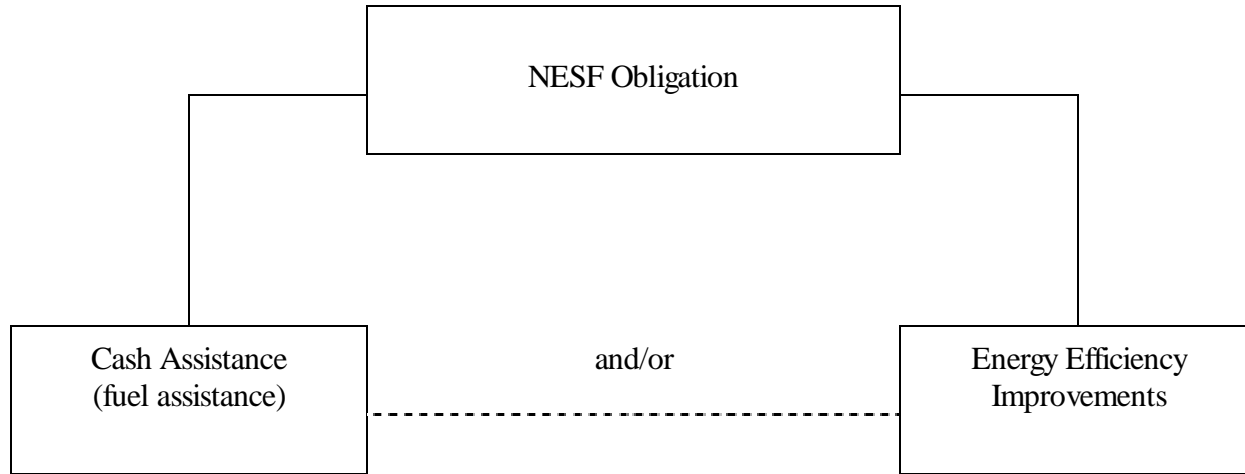 NESF Obligation
Cash Assistance
(fuel assistance)
and/or
Energy Efficiency
Improvements